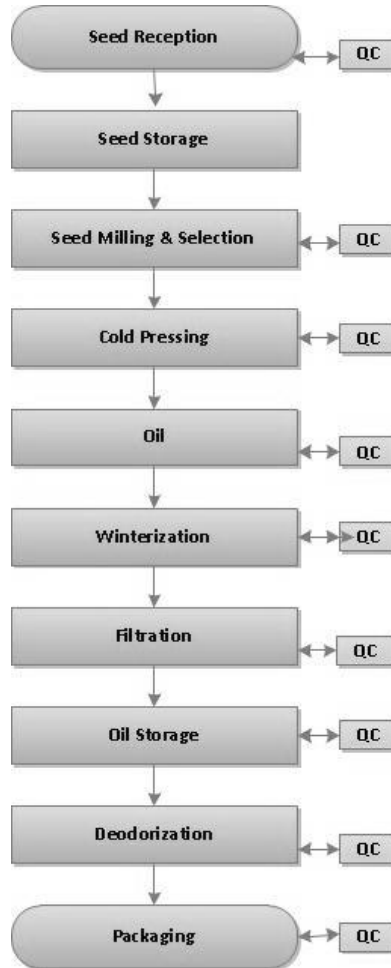 Seed Reception
QC
Seed Storage
Seed Milling & Selection
QC
Cold Pressing
QC
Oil
QC
Winterization
QC
Filtration
QC
Oil Storage
QC
Deodorization
QC
Packaging
QC